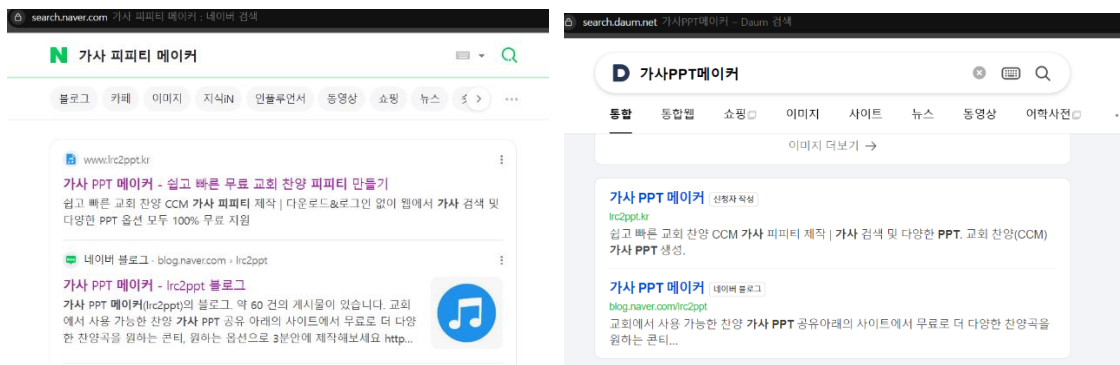 search.naver.com 가사 피피티 메이커 : 네이버 검색
N 가사 피피티 메이커
블로그 카페 이미지 지식iN 인플루언서 동영상 쇼핑 뉴스
www.lrc2ppt.kr
가사 PPT 메이커 - 쉽고 빠른 무료 교회 찬양 피피티 만들기
쉽고 빠른 교회 찬양 CCM 가사 피피티 제작 | 다운로드&로그인 없이 웹에서 가사 검색 및
다양한 PPT 옵션 모두 100% 무료 지원
네이버 블로그 · blog.naver.com › lrc2ppt
가사 PPT 메이커 - lrc2ppt 블로그
가사 PPT 메이커(lrc2ppt)의 블로그. 약 60 건의 게시물이 있습니다. 교회
에서 사용 가능한 찬양 가사 PPT 공유 아래의 사이트에서 무료로 더 다양
한 찬양곡을 원하는 콘티, 원하는 옵션으로 3분안에 제작해보세요 http...
search.daum.net 가사PPT메이커 – Daum 검색
D 가사PPT메이커
통합 통합웹 쇼핑 이미지 사이트 뉴스 동영상 어학사전
이미지 더보기 →
가사 PPT 메이커 신청자 작성
lrc2ppt.kr
쉽고 빠른 교회 찬양 CCM 가사 피피티 제작 | 가사 검색 및 다양한 PPT. 교회 찬양(CCM)
가사 PPT 생성.
가사 PPT 메이커 네이버 블로그
blog.naver.com/lrc2ppt
교회에서 사용 가능한 찬양 가사 PPT 공유아래의 사이트에서 무료로 더 다양한 찬양곡을
원하는 콘티...